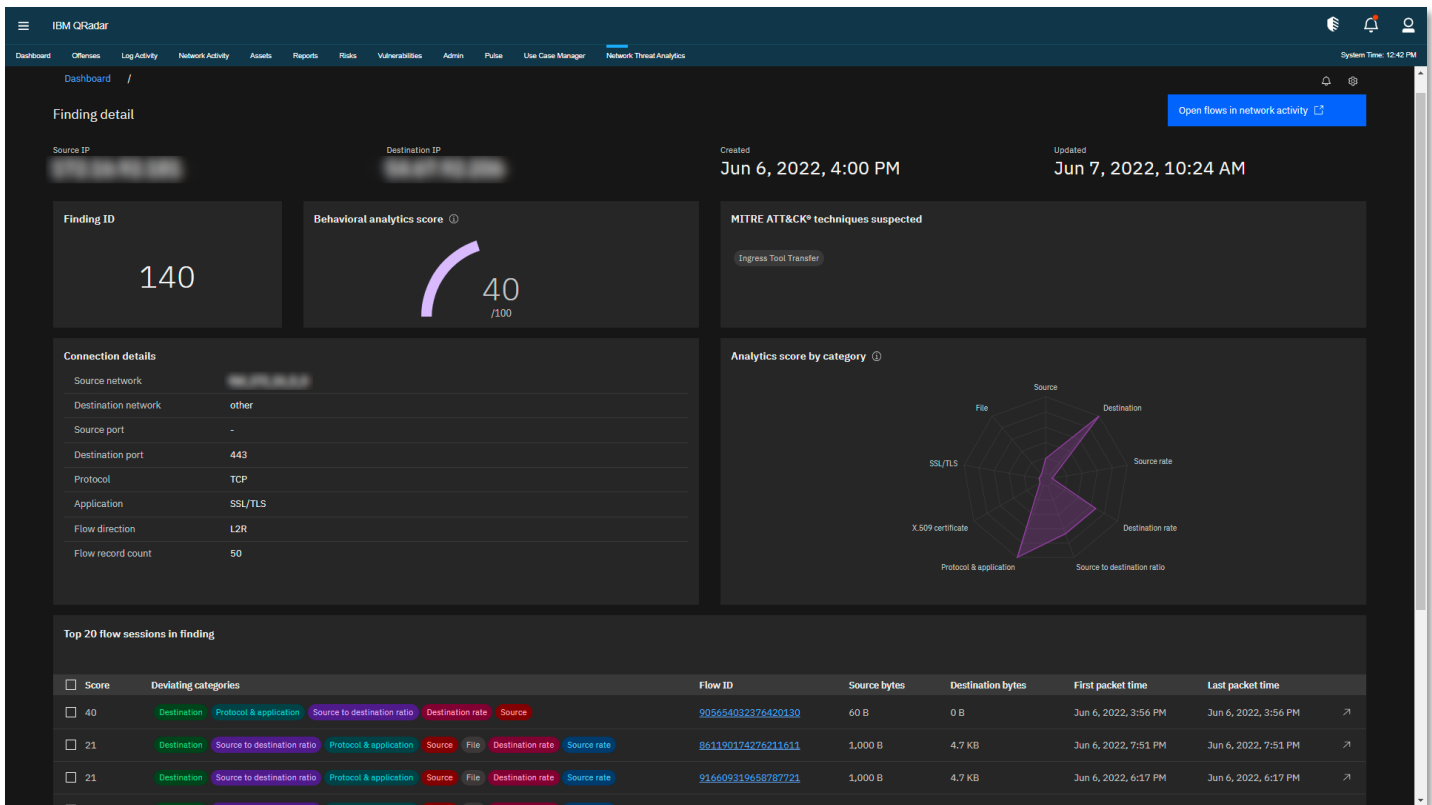 IBM QRadar
Dashboard Offenses Log Activity Network Activity Assets Reports Risks Vulnerabilities Admin Pulse Use Case Manager Network Threat Analytics System Time: 12:42 PM
Dashboard /
Finding detail
Open flows in network activity
Source IP Destination IP Created Updated
Jun 6, 2022, 4:00 PM Jun 7, 2022, 10:24 AM
Finding ID
140
Behavioral analytics score
40
/100
MITRE ATT&CK® techniques suspected
Ingress Tool Transfer
Connection details
Source network
Destination network other
Source port -
Destination port 443
Protocol TCP
Application SSL/TLS
Flow direction L2R
Flow record count 50
Analytics score by category
Source
File Destination
SSL/TLS Source rate
X.509 certificate Destination rate
Protocol & application Source to destination ratio
Top 20 flow sessions in finding
Score Deviating categories Flow ID Source bytes Destination bytes First packet time Last packet time
40 Destination Protocol & application Source to destination ratio Destination rate Source 905654032376420130 60 B 0 B Jun 6, 2022, 3:56 PM Jun 6, 2022, 3:56 PM
21 Destination Source to destination ratio Protocol & application Source File Destination rate Source rate 861190174276211611 1,000 B 4.7 KB Jun 6, 2022, 7:51 PM Jun 6, 2022, 7:51 PM
21 Destination Source to destination ratio Protocol & application Source File Destination rate Source rate 916609319658787721 1,000 B 4.7 KB Jun 6, 2022, 6:17 PM Jun 6, 2022, 6:17 PM